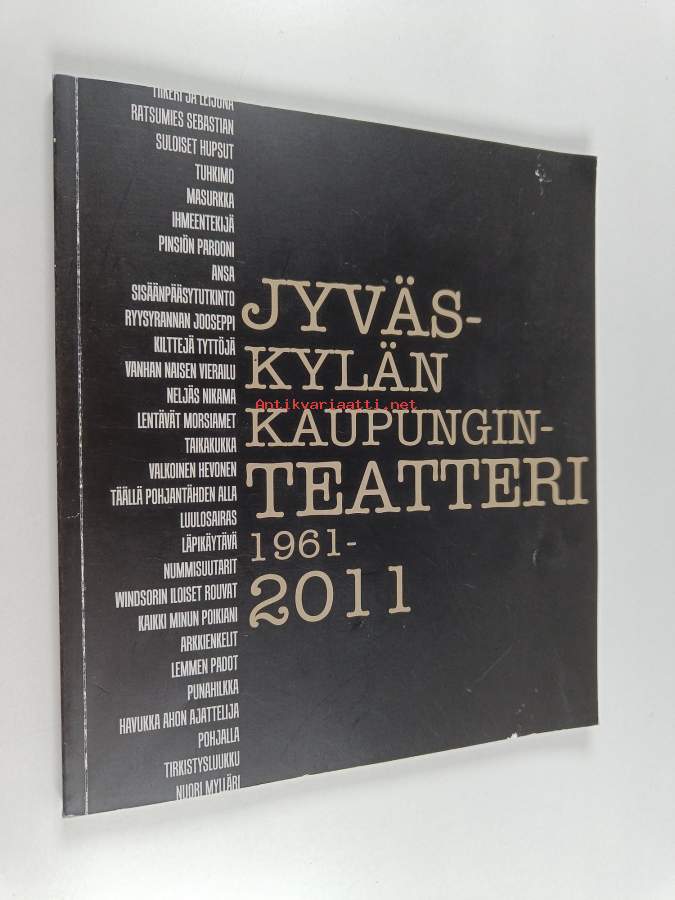 TIIKERI JA LEIJONA
RATSUMIES SEBASTIAN
SULOISET HUPSUT
TUHKIMO
MASURKKA
IHMEENTEKIJÄ
PINSIÖN PAROONI
ANSA
SISÄÄNPÄÄSYTUTKINTO
RYYSYRANNAN JOOSEPPI
KILTTEJÄ TYTTÖJÄ
VANHAN NAISEN VIERAILU
NELJÄS NIKAMA
LENTÄVÄT MORSIAMET
TAIKAKUKKA
VALKOINEN HEVONEN
TÄÄLLÄ POHJANTÄHDEN ALLA
LUULOSAIRAS
LÄPIKÄYTÄVÄ
NUMMISUUTARIT
WINDSORIN ILOISET ROUVAT
KAIKKI MINUN POIKIANI
ARKKIENKELIT
LEMMEN PADOT
PUNAHILKKA
HAVUKKA AHON AJATTELIJA
POHJALLA
TIRKISTYSLUUKKU
NUORI MYLLÄRI
JYVÄS-
KYLÄN
KAUPUNGIN-
TEATTERI
1961-
2011
Antikvariaatti.net